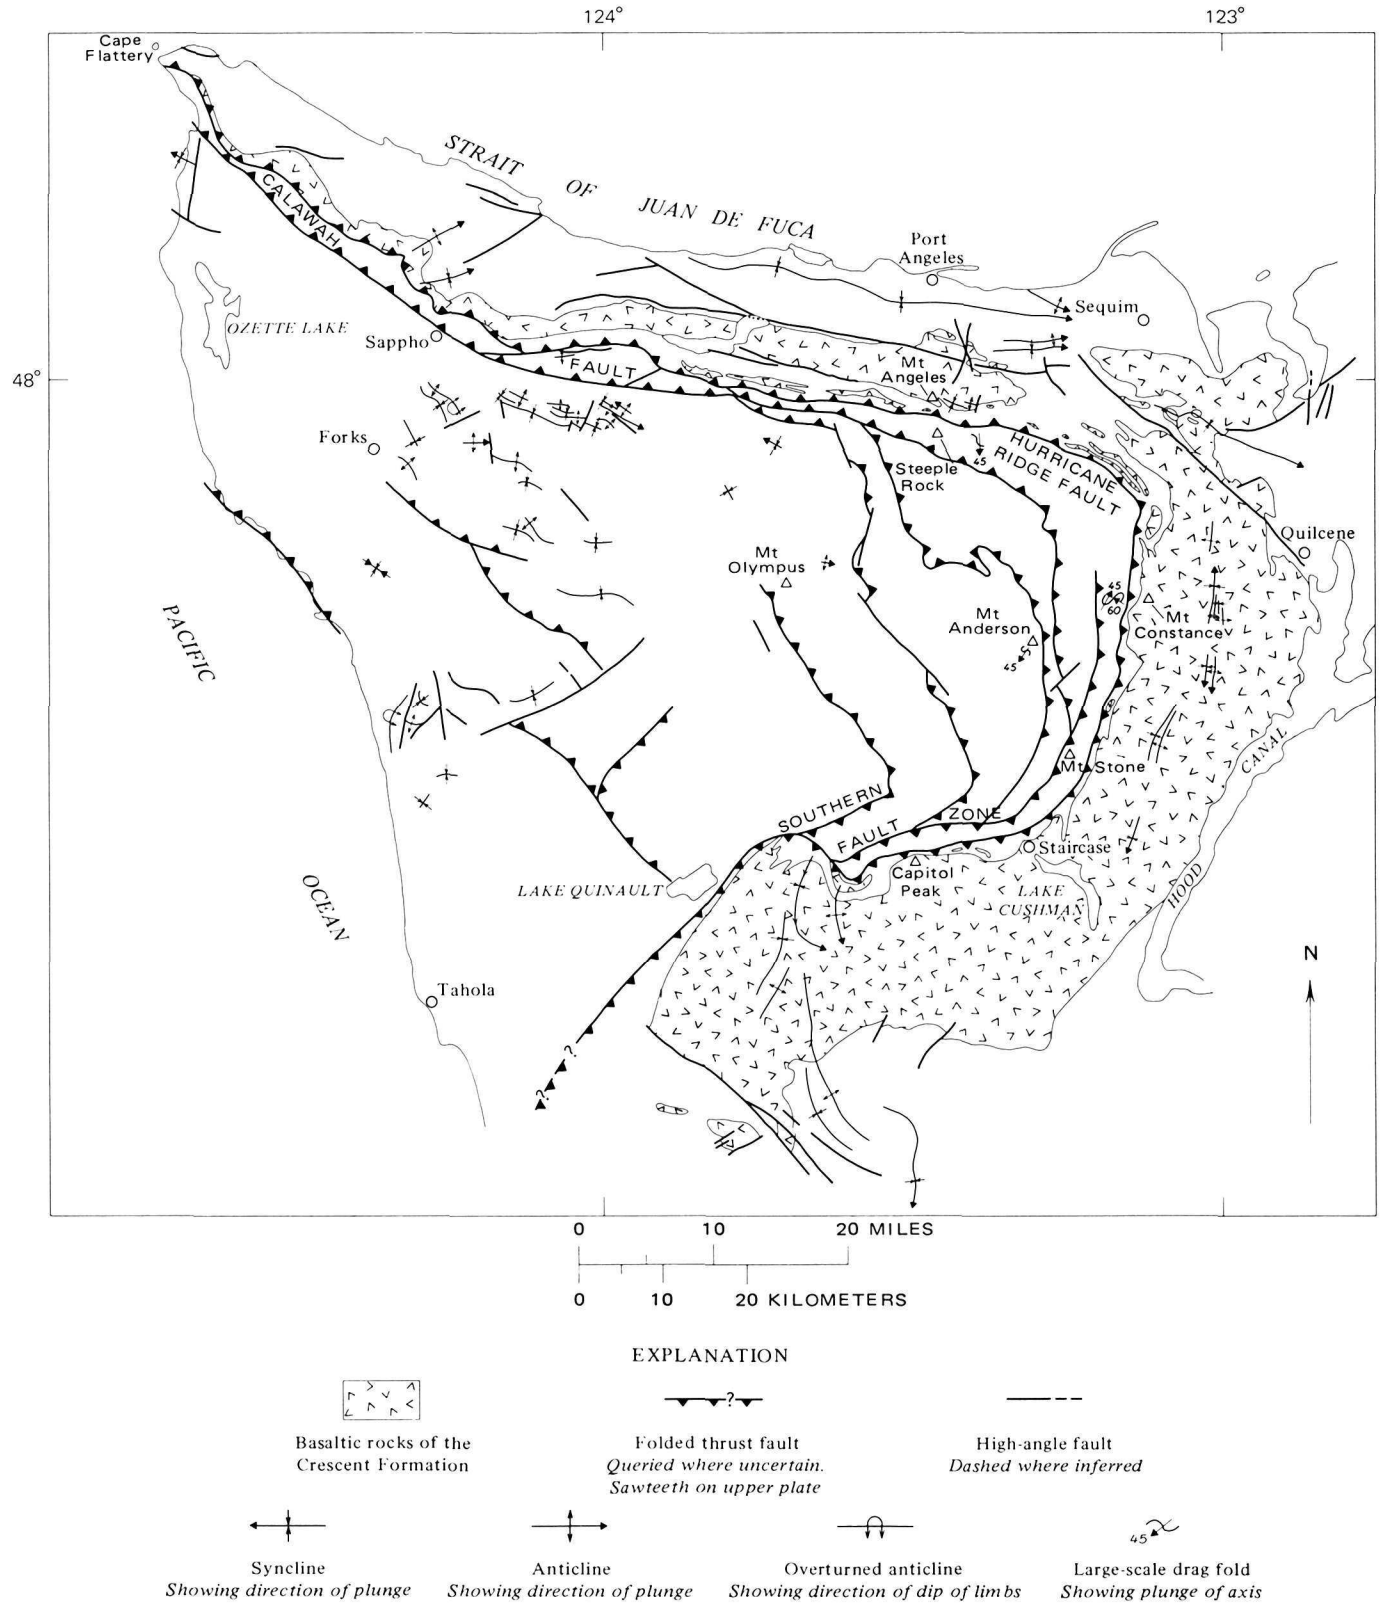 124°
123°
Cape
Flattery
STRAIT OF JUAN DE FUCA
CALAWAH
Port
Angeles
Sequim
OZETTE LAKE
Sappho
FAULT
Mt
Angeles
48°
Forks
HURRICANE
RIDGE FAULT
45
Steeple
Rock
Quilcene
Mt
Olympus
45
60
Mt
Constance
PACIFIC
Mt
Anderson
45
CANAL
Mt Stone
SOUTHERN
FAULT
ZONE
Staircase
LAKE QUINAULT
Capitol
Peak
LAKE
CUSHMAN
HOOD
OCEAN
N
Tahola
?
?
0 10 20 MILES
0 10 20 KILOMETERS
EXPLANATION
?
Basaltic rocks of the
Crescent Formation
Folded thrust fault
Queried where uncertain.
Sawteeth on upper plate
High-angle fault
Dashed where inferred
45
Syncline
Showing direction of plunge
Anticline
Showing direction of plunge
Overturned anticline
Showing direction of dip of limbs
Large-scale drag fold
Showing plunge of axis